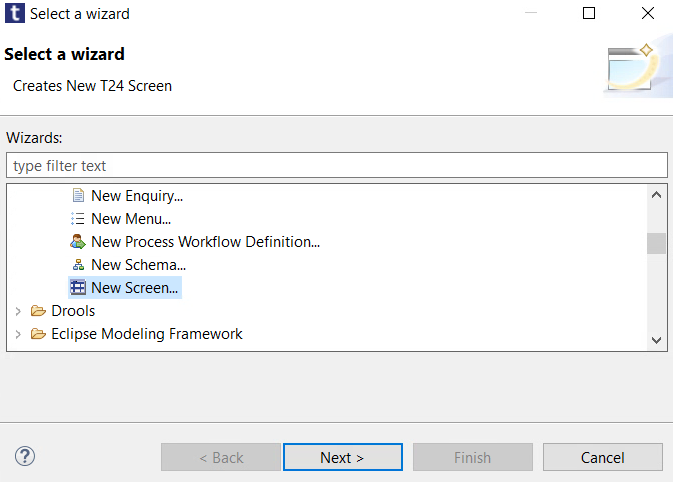 Select a wizard
Select a wizard
Creates New T24 Screen
Wizards:
type filter text
New Enquiry...
New Menu...
New Process Workflow Definition...
New Schema...
New Screen...
Drools
Eclipse Modeling Framework
< Back Next > Finish Cancel